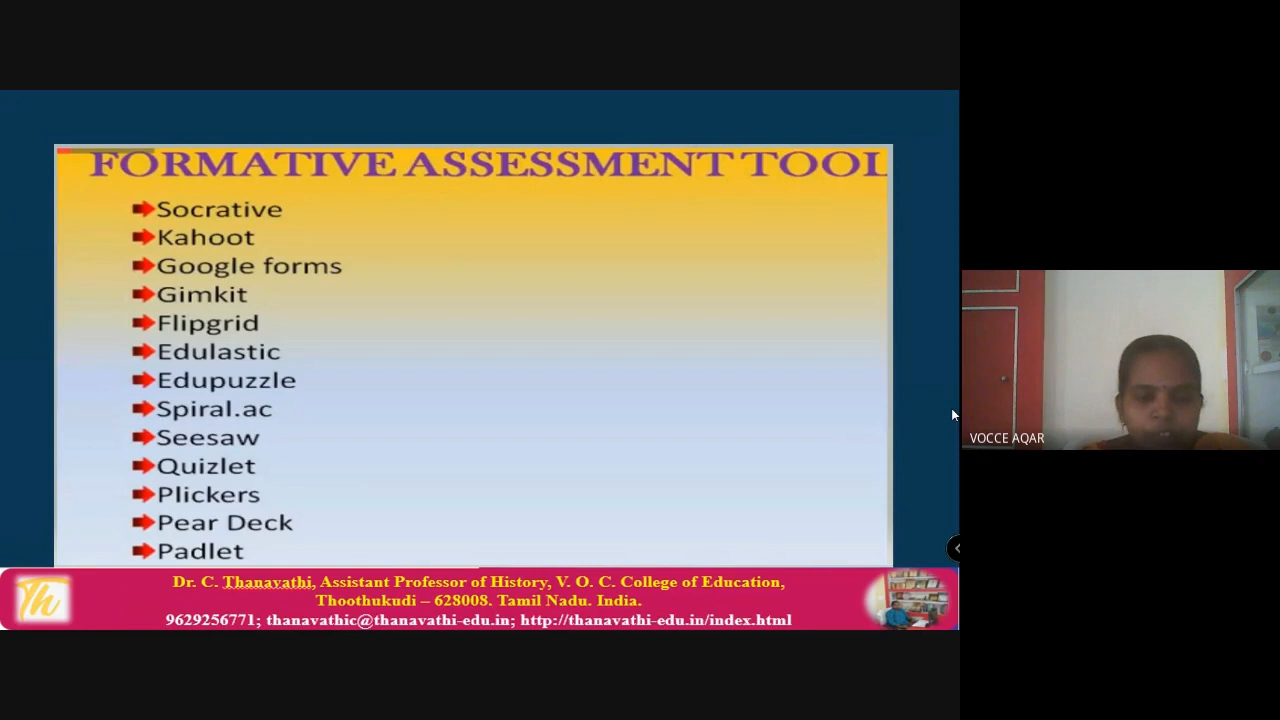 FORMATIVE ASSESSMENT TOOL
Socrative
Kahoot
Google forms
Gimkit
Flipgrid
Edulastic
Edupuzzle
Spiral.ac
Seesaw
Quizlet
Plickers
Pear Deck
Padlet
Th
Dr. C. Thanavathi, Assistant Professor of History, V. O. C. College of Education,
Thoothukudi – 628008. Tamil Nadu. India.
9629256771; thanavathic@thanavathi-edu.in; http://thanavathi-edu.in/index.html
VOCCE AQAR